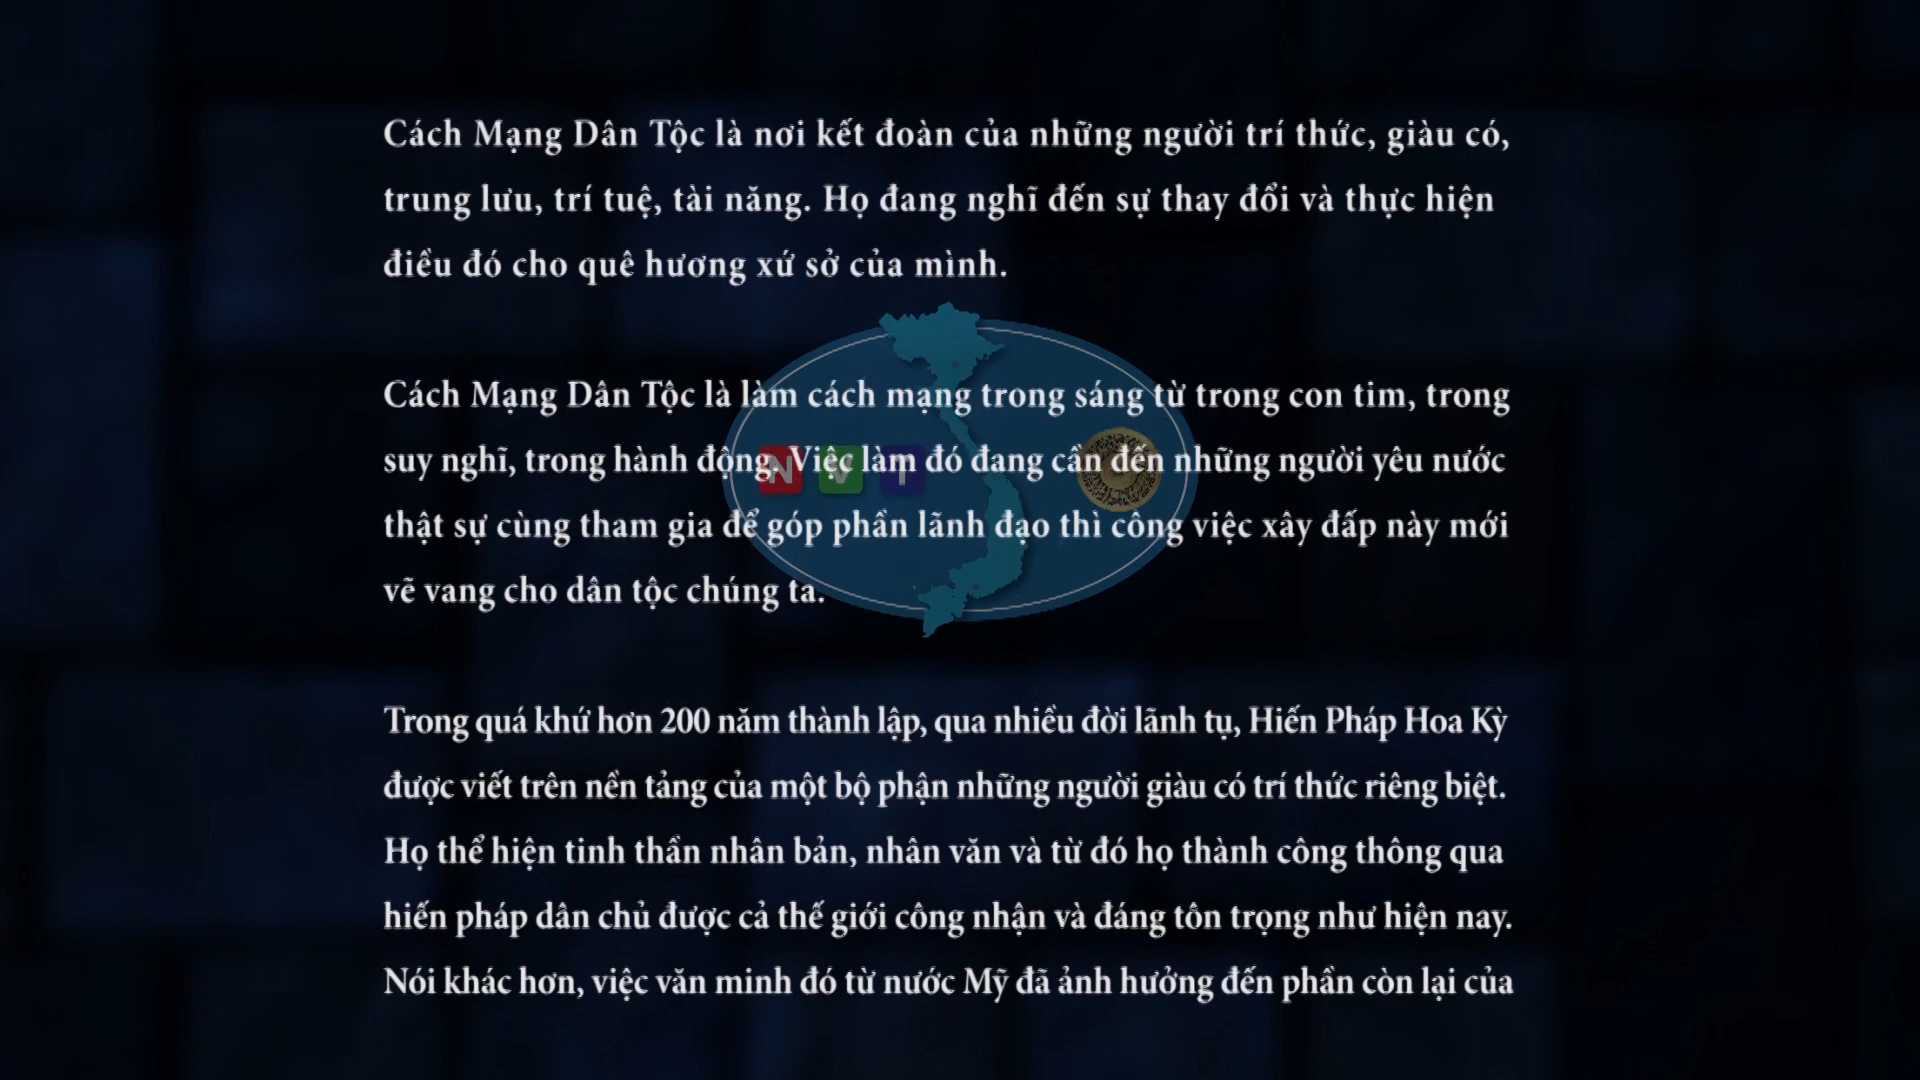 Cách Mạng Dân Tộc là nơi kết đoàn của những người trí thức, giàu có,
trung lưu, trí tuệ, tài năng. Họ đang nghĩ đến sự thay đổi và thực hiện
điều đó cho quê hương xứ sở của mình.
Cách Mạng Dân Tộc là làm cách mạng trong sáng từ trong con tim, trong
suy nghĩ, trong hành động. Việc làm đó đang cần đến những người yêu nước
thật sự cùng tham gia để góp phần lãnh đạo thì công việc xây đấp này mới
vẽ vang cho dân tộc chúng ta.
Trong quá khứ hơn 200 năm thành lập, qua nhiều đời lãnh tụ, Hiến Pháp Hoa Kỳ
được viết trên nền tảng của một bộ phận những người giàu có trí thức riêng biệt.
Họ thể hiện tinh thần nhân bản, nhân văn và từ đó họ thành công thông qua
hiến pháp dân chủ được cả thế giới công nhận và đáng tôn trọng như hiện nay.
Nói khác hơn, việc văn minh đó từ nước Mỹ đã ảnh hưởng đến phần còn lại của
N V T